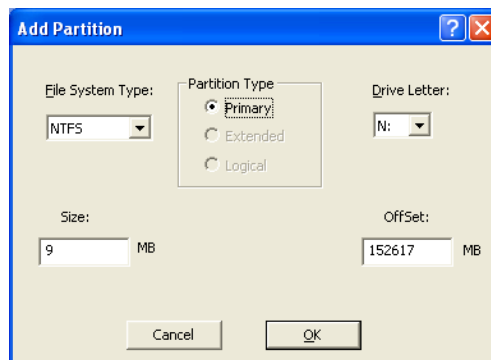 Add Partition
File System Type:
Partition Type
Drive Letter:
NTFS
Primary
Extended
Logical
N:
Size:
OffSet:
9 MB
152617 MB
Cancel
OK